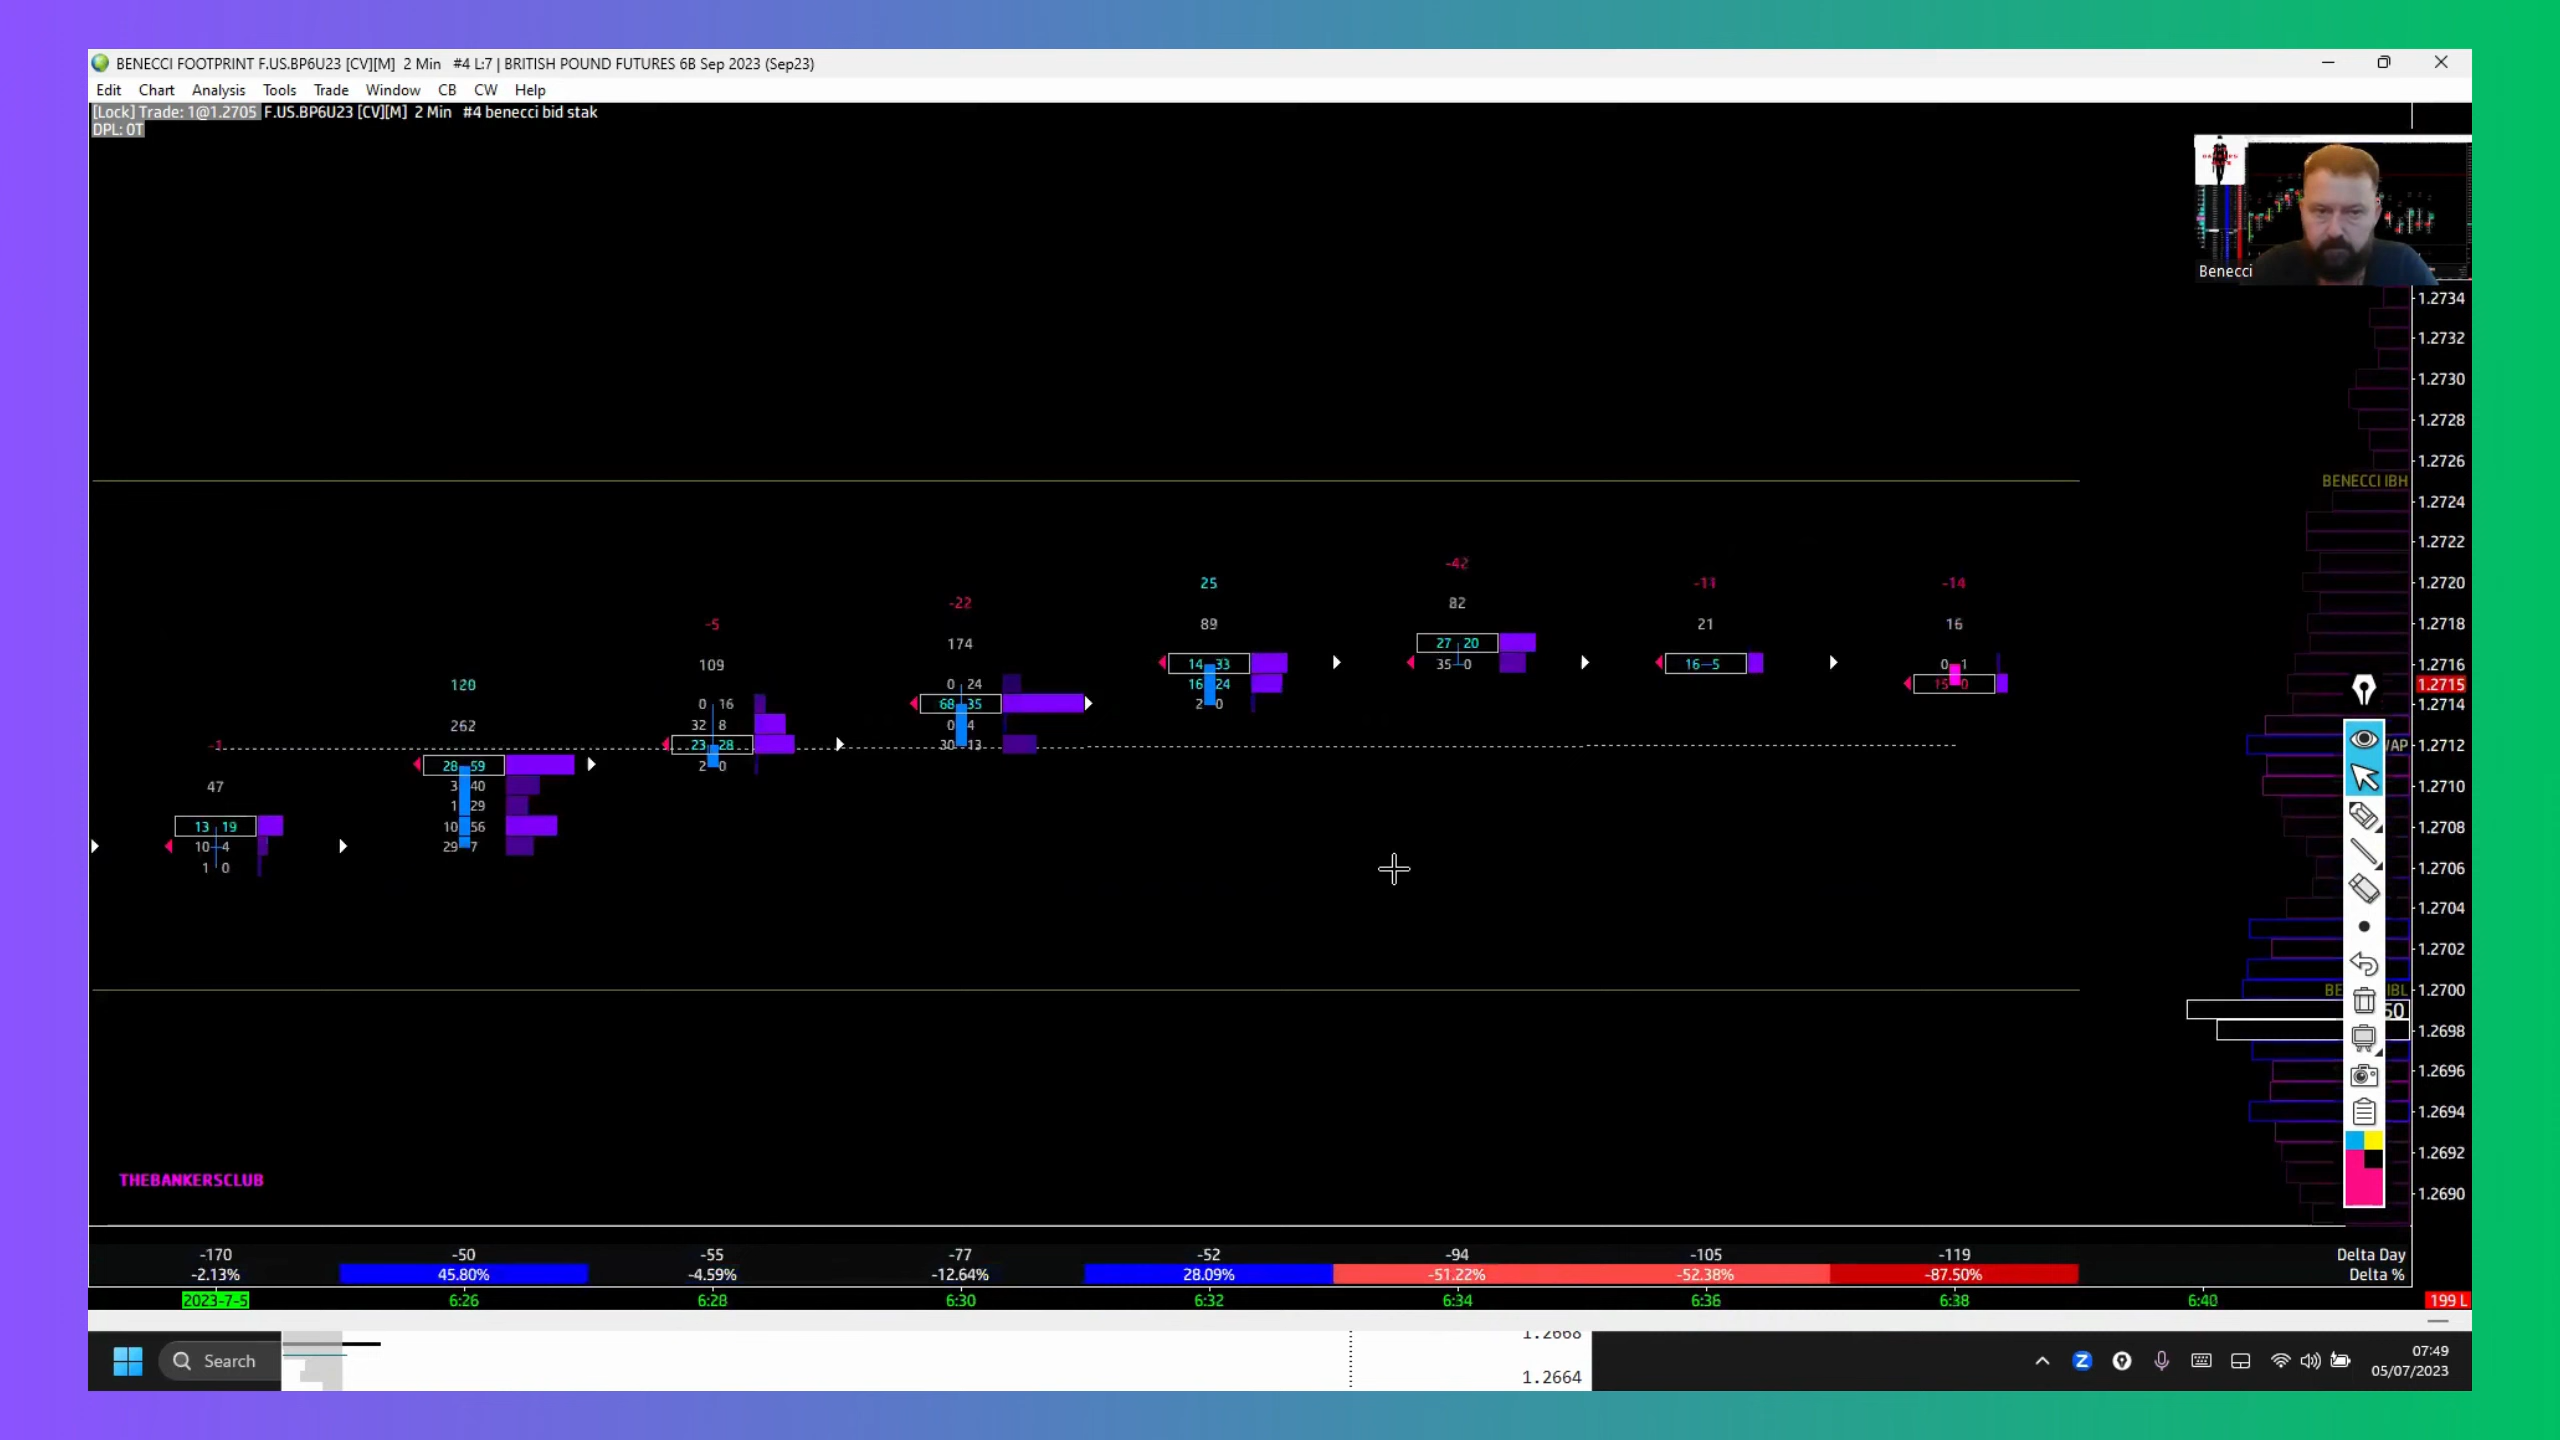 BENECCI FOOTPRINT F.US.BP6U23 [CV][M] 2 Min #4 L:7 | BRITISH POUND FUTURES 6B Sep 2023 (Sep23)
Edit Chart Analysis Tools Trade Window CB CW Help
[Lock] Trade: 1@1.2705 F.US.BP6U23 [CV][M] 2 Min #4 benecci bid stak
DPL: 0T
Benecci
1.2734
1.2732
1.2730
1.2728
1.2726
BENECCI IBH
1.2724
1.2722
-42
25 -11 -14 1.2720
-22 82
-5 89 21 16 1.2718
174 27 20
109 14 33 35 0 16 5 0 1 1.2716
120 0 24 16 24 15 0 1.2715
0 16 68 35 2 0 1.2714
262 32 8 0 4
-1 23 28 30 13 VAP 1.2712
28 59 2 0
47 3 40 1.2710
1 29
13 19 10 56 1.2708
10 4 29 7
1 0 1.2706
1.2704
1.2702
BE IBL 1.2700
50
1.2698
1.2696
1.2694
1.2692
THEBANKERSCLUB
1.2690
-170 -50 -55 -77 -52 -94 -105 -119 Delta Day
-2.13% 45.80% -4.59% -12.64% 28.09% -51.22% -52.38% -87.50% Delta %
2023-7-5 6:26 6:28 6:30 6:32 6:34 6:36 6:38 6:40 199 L
1.2668
Search
1.2664
07:49
05/07/2023